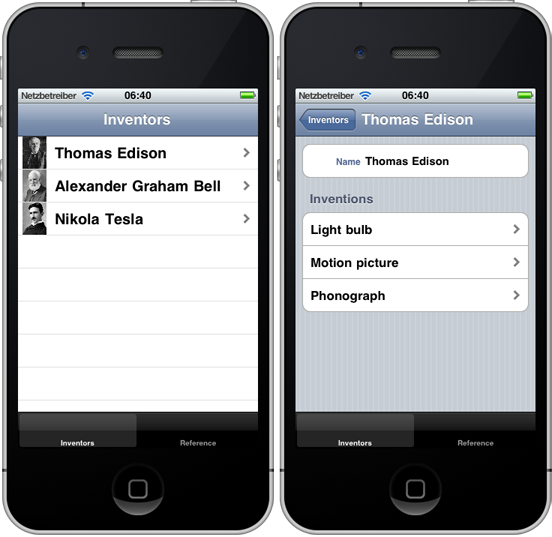 Netzbetreiber 06:40
Inventors
Thomas Edison
Alexander Graham Bell
Nikola Tesla
Inventors Reference
Netzbetreiber 06:40
Inventors Thomas Edison
Name Thomas Edison
Inventions
Light bulb
Motion picture
Phonograph
Inventors Reference